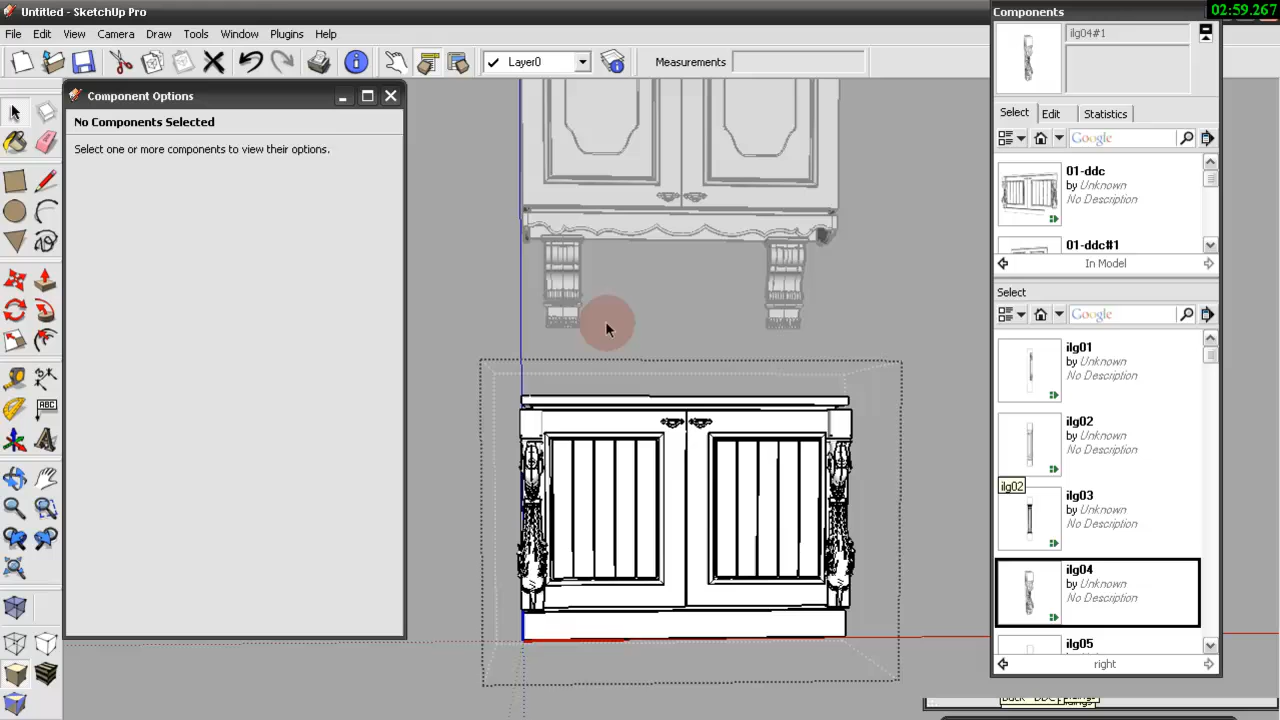 Untitled - SketchUp Pro
Components
02:59.267
File Edit View Camera Draw Tools Window Plugins Help
ilg04#1
Layer0
Measurements
Component Options
No Components Selected
Select one or more components to view their options.
Select Edit Statistics
Google
01-ddc
by Unknown
No Description
01-ddc#1
In Model
Select
Google
ilg01
by Unknown
No Description
ilg02
by Unknown
No Description
ilg02
ilg03
by Unknown
No Description
ilg04
by Unknown
No Description
ilg05
right
ABC